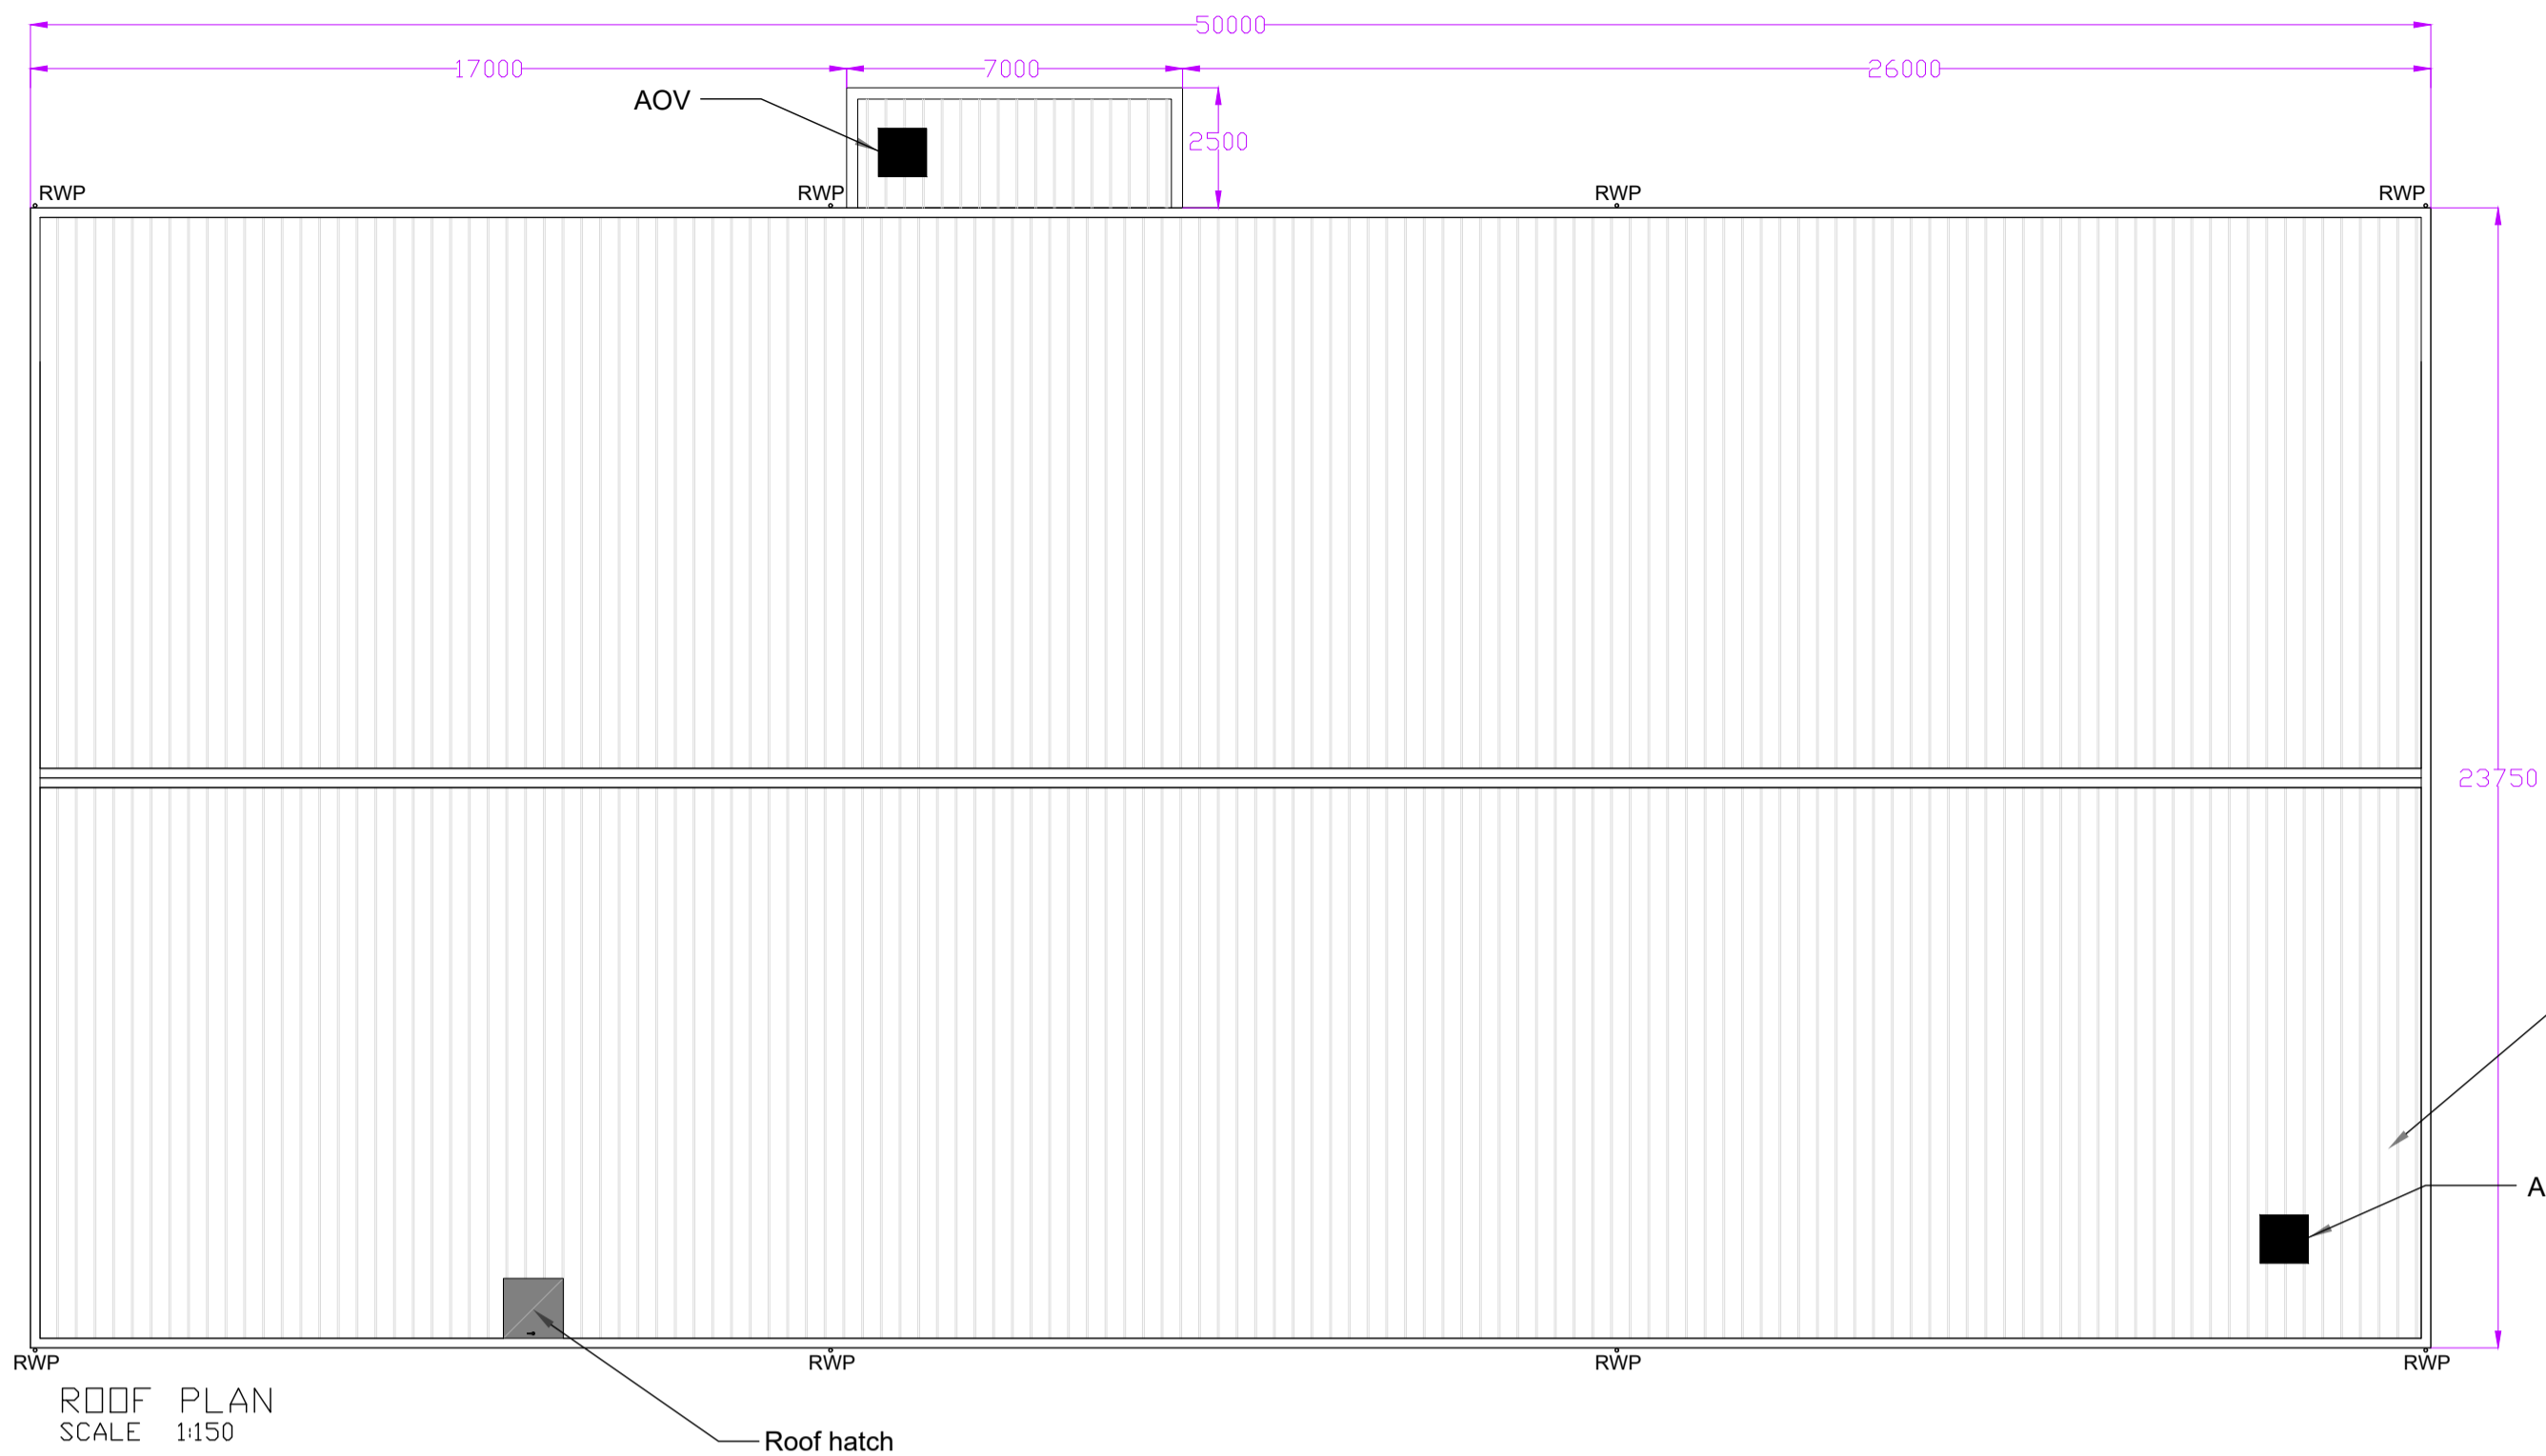 50000
17000 7000 26000
AOV
2500
RWP RWP RWP RWP
23750
A
RWP RWP RWP RWP
ROOF PLAN
SCALE 1:150
Roof hatch